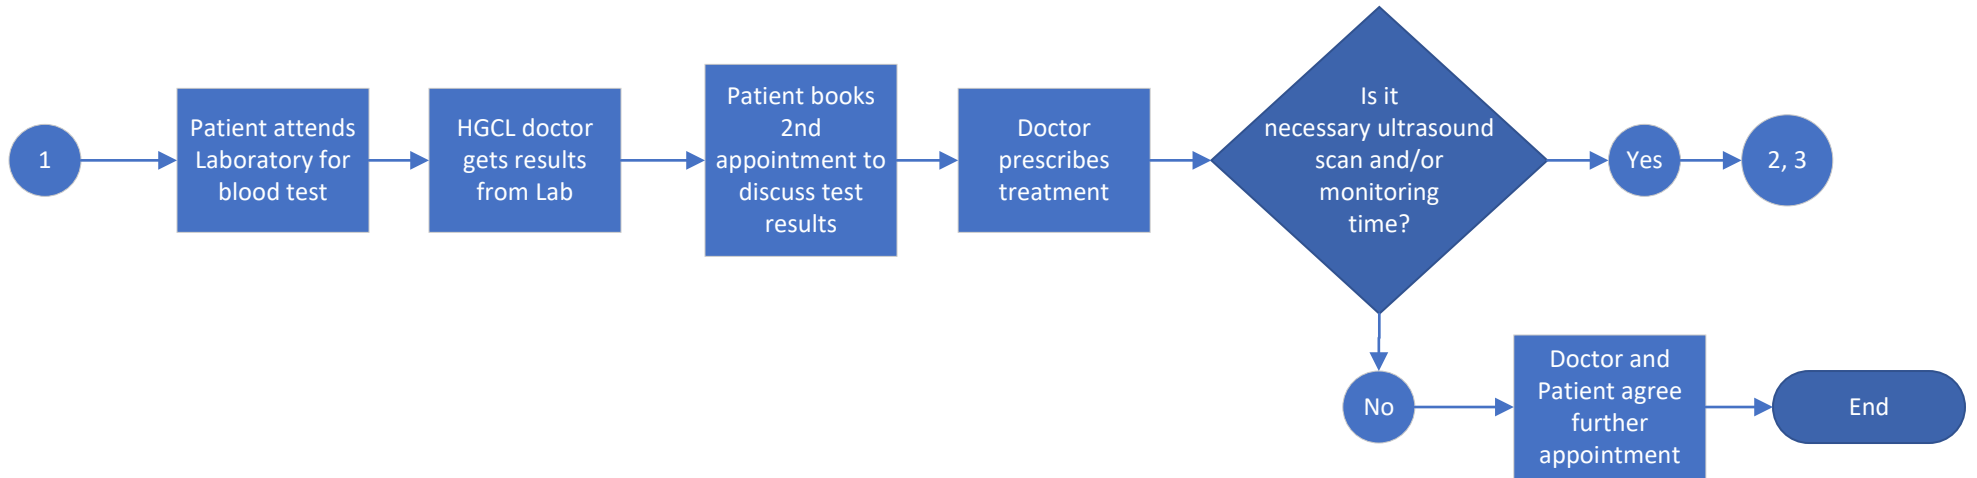 1
Patient attends
Laboratory for
blood test
HGCL doctor
gets results
from Lab
Patient books
2nd
appointment to
discuss test
results
Doctor
prescribes
treatment
Is it
necessary ultrasound
scan and/or
monitoring
time?
Yes
2, 3
No
Doctor and
Patient agree
further
appointment
End